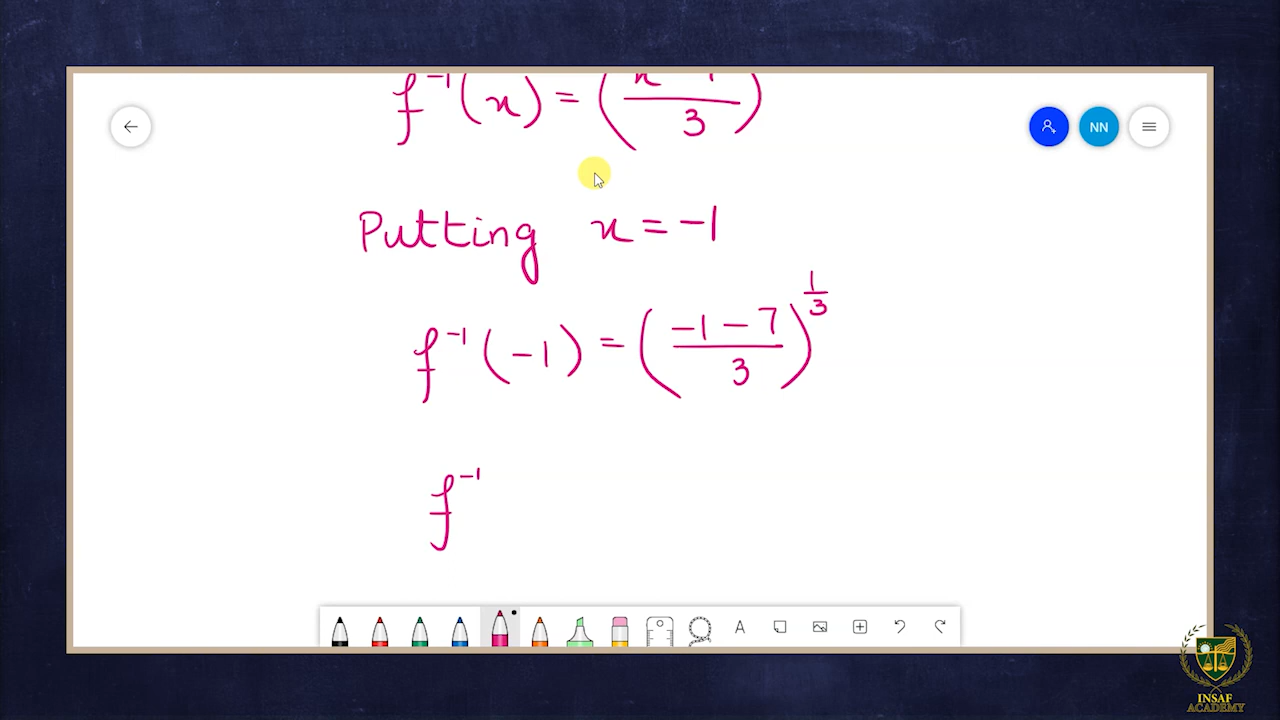 f⁻¹(x) = (x - 7 / 3)
NN
Putting x = -1
f⁻¹(-1) = (-1 - 7 / 3)^(1/3)
f⁻¹
A
INSAF
ACADEMY